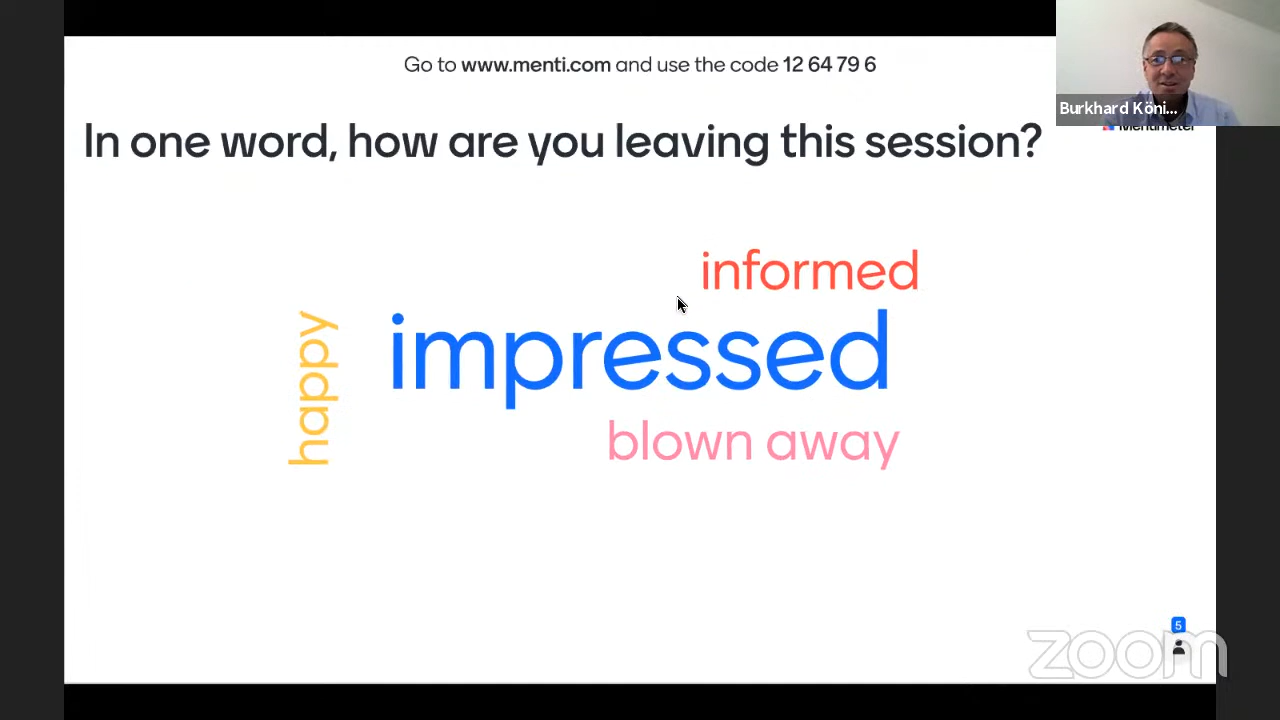 Go to www.menti.com and use the code 12 64 79 6
Burkhard Köni...
Mentimeter
In one word, how are you leaving this session?
informed
happy
impressed
blown away
5
zoom